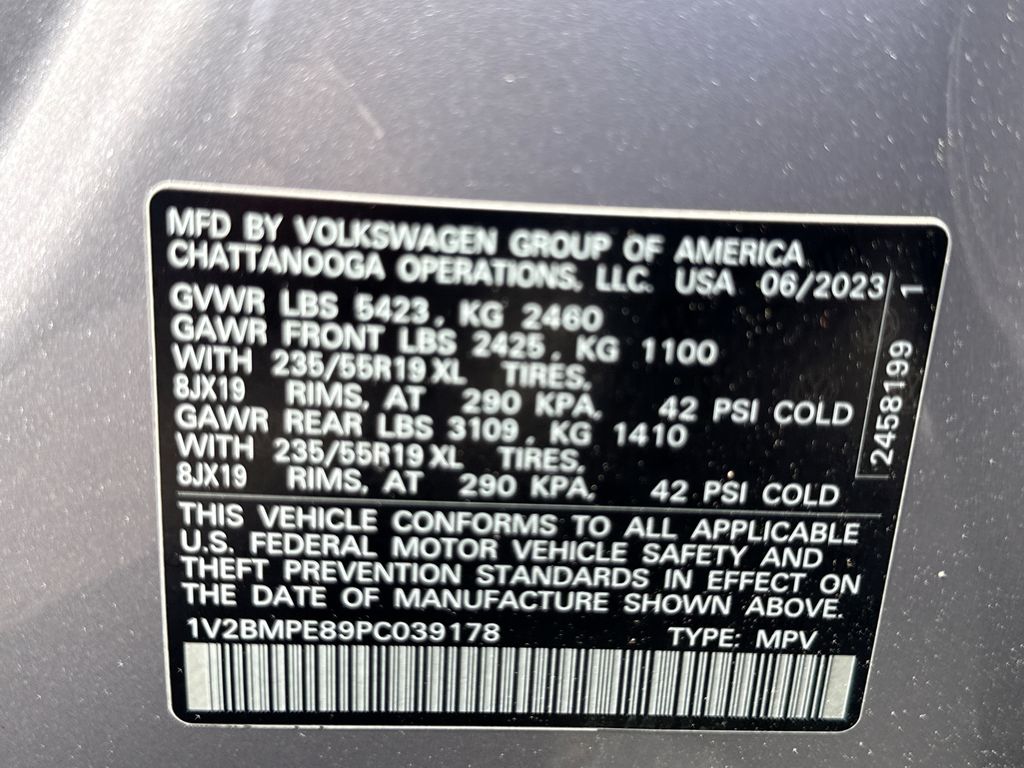 MFD BY VOLKSWAGEN GROUP OF AMERICA
CHATTANOOGA OPERATIONS, LLC. USA 06/2023
GVWR LBS 5423, KG 2460
GAWR FRONT LBS 2425, KG 1100
WITH 235/55R19 XL TIRES,
8JX19 RIMS, AT 290 KPA, 42 PSI COLD
GAWR REAR LBS 3109, KG 1410
WITH 235/55R19 XL TIRES,
8JX19 RIMS, AT 290 KPA, 42 PSI COLD
2458199 1
THIS VEHICLE CONFORMS TO ALL APPLICABLE
U.S. FEDERAL MOTOR VEHICLE SAFETY AND
THEFT PREVENTION STANDARDS IN EFFECT ON
THE DATE OF MANUFACTURE SHOWN ABOVE.
1V2BMPE89PC039178 TYPE: MPV